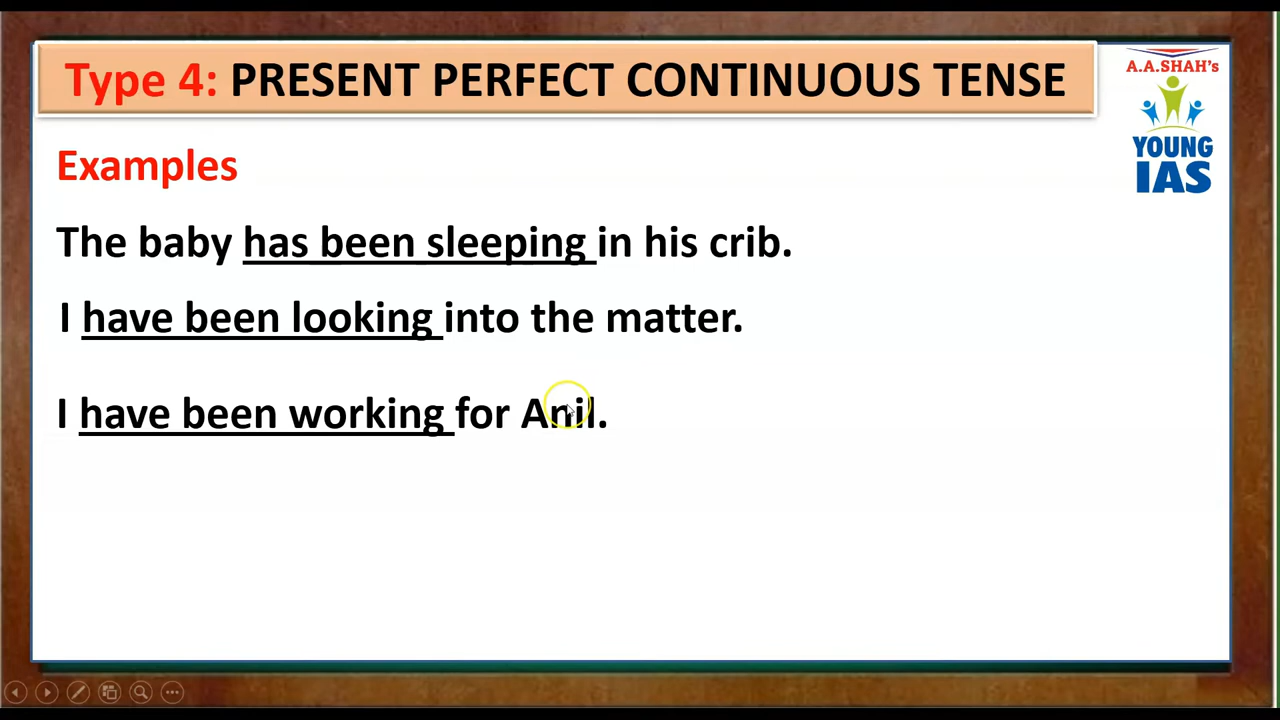 Type 4: PRESENT PERFECT CONTINUOUS TENSE
A.A.SHAH's
YOUNG
IAS
Examples
The baby has been sleeping in his crib.
I have been looking into the matter.
I have been working for Anil.